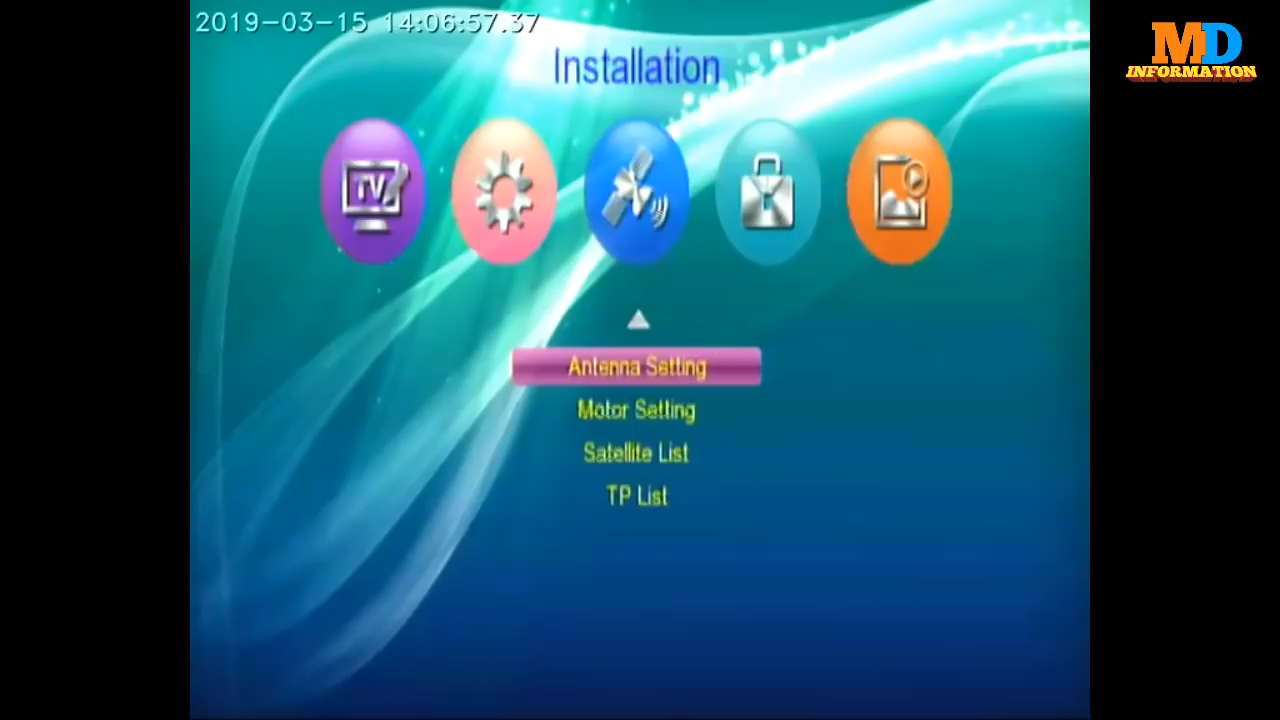 2019-03-15 14:06:57.37
MD
INFORMATION
Installation
TV
Antenna Setting
Motor Setting
Satellite List
TP List